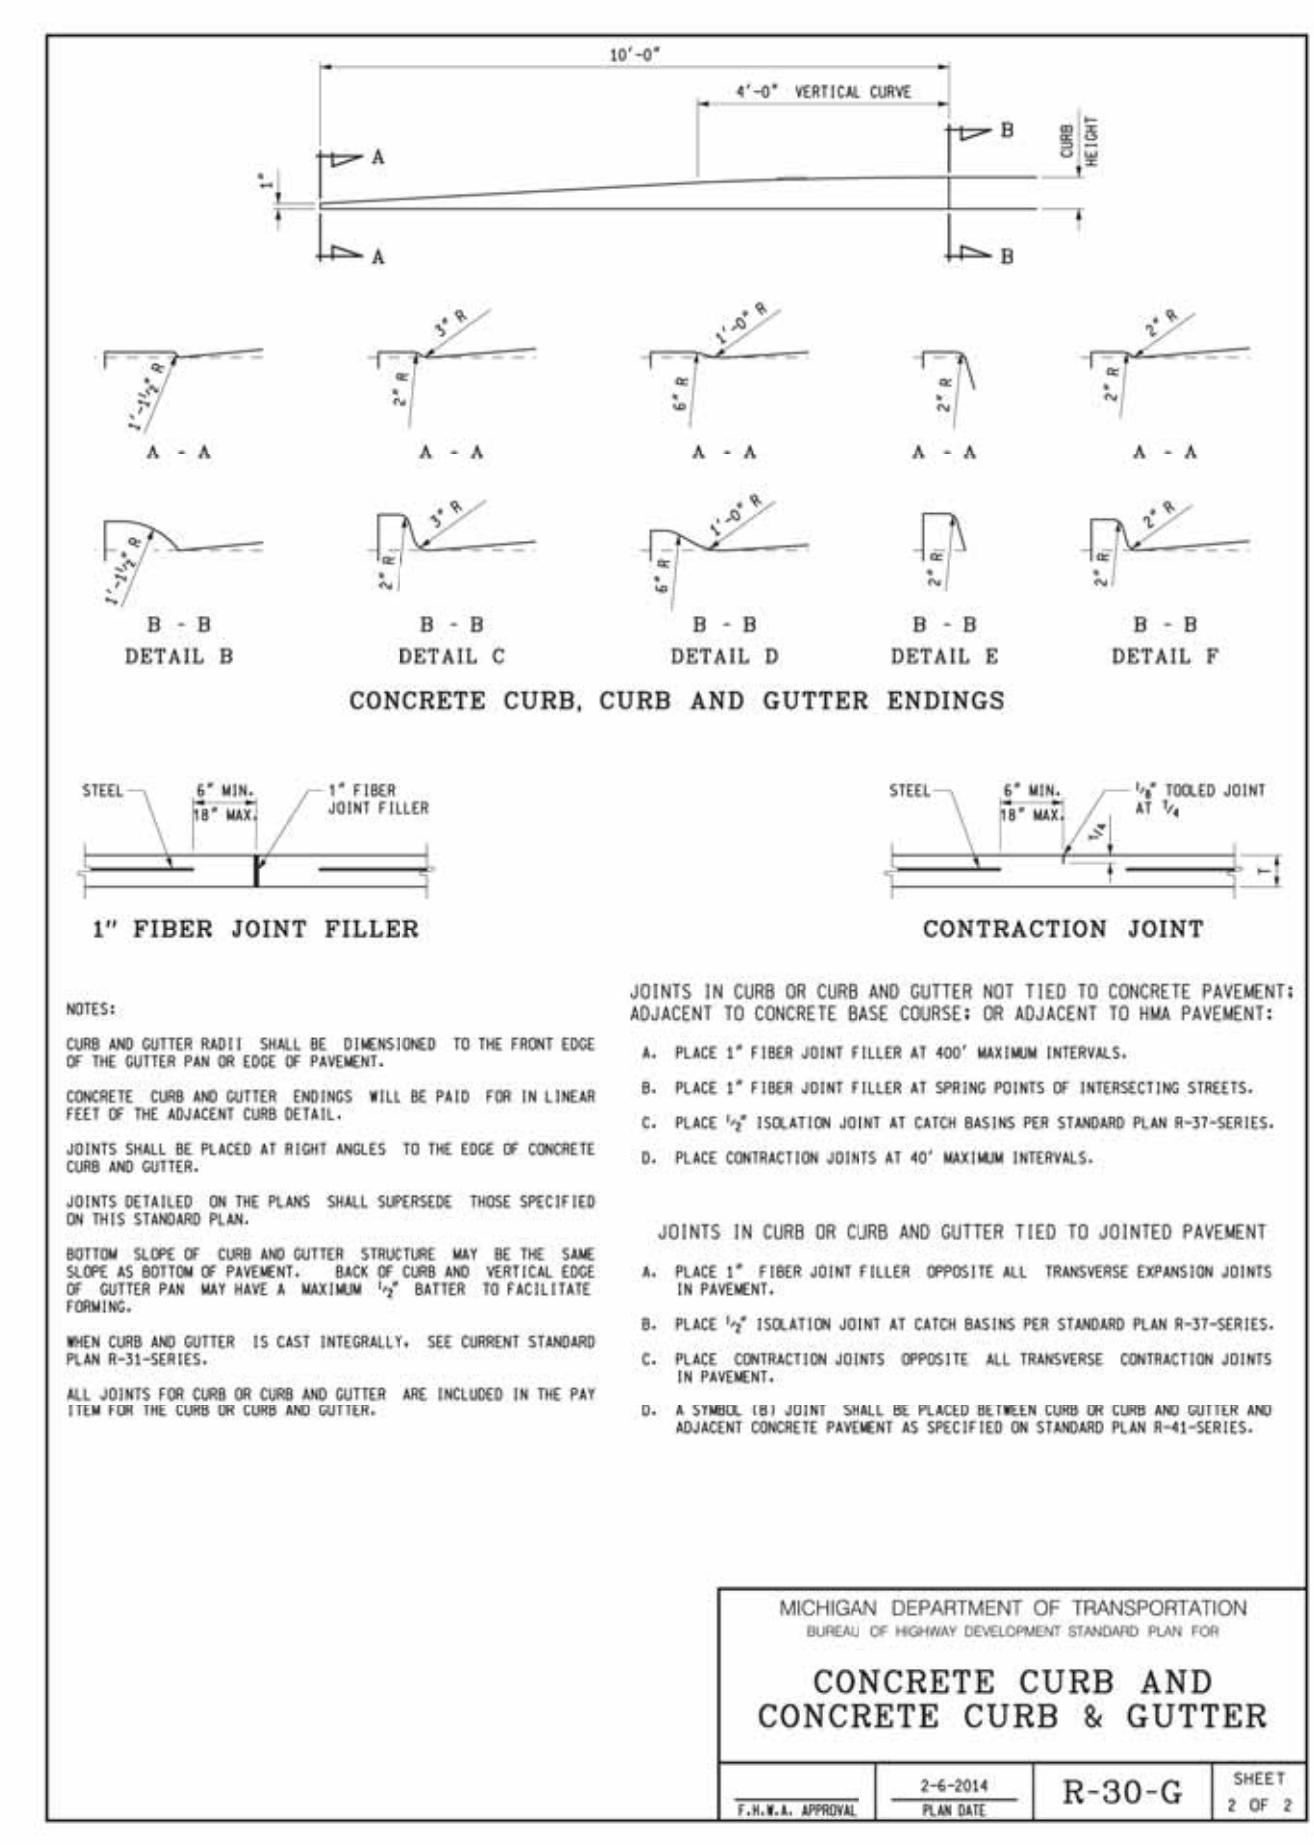 10'-0"
4'-0" VERTICAL CURVE
A
B
CURB
HEIGHT
1"
A
B
1'-1½" R
3" R
2" R
1'-0" R
6" R
2" R
2" R
2" R
A - A
A - A
A - A
A - A
A - A
1'-1½" R
3" R
2" R
1'-0" R
6" R
2" R
2" R
2" R
B - B
B - B
B - B
B - B
B - B
DETAIL B
DETAIL C
DETAIL D
DETAIL E
DETAIL F
CONCRETE CURB, CURB AND GUTTER ENDINGS
STEEL
6" MIN.
18" MAX.
1" FIBER
JOINT FILLER
1" FIBER JOINT FILLER
STEEL
6" MIN.
18" MAX.
⅛" TOOLED JOINT
AT T/4
T/4
T
CONTRACTION JOINT
NOTES:
CURB AND GUTTER RADII SHALL BE DIMENSIONED TO THE FRONT EDGE
OF THE GUTTER PAN OR EDGE OF PAVEMENT.
CONCRETE CURB AND GUTTER ENDINGS WILL BE PAID FOR IN LINEAR
FEET OF THE ADJACENT CURB DETAIL.
JOINTS SHALL BE PLACED AT RIGHT ANGLES TO THE EDGE OF CONCRETE
CURB AND GUTTER.
JOINTS DETAILED ON THE PLANS SHALL SUPERSEDE THOSE SPECIFIED
ON THIS STANDARD PLAN.
BOTTOM SLOPE OF CURB AND GUTTER STRUCTURE MAY BE THE SAME
SLOPE AS BOTTOM OF PAVEMENT. BACK OF CURB AND VERTICAL EDGE
OF GUTTER PAN MAY HAVE A MAXIMUM ½" BATTER TO FACILITATE
FORMING.
WHEN CURB AND GUTTER IS CAST INTEGRALLY, SEE CURRENT STANDARD
PLAN R-31-SERIES.
ALL JOINTS FOR CURB OR CURB AND GUTTER ARE INCLUDED IN THE PAY
ITEM FOR THE CURB OR CURB AND GUTTER.
JOINTS IN CURB OR CURB AND GUTTER NOT TIED TO CONCRETE PAVEMENT;
ADJACENT TO CONCRETE BASE COURSE; OR ADJACENT TO HMA PAVEMENT:
A. PLACE 1" FIBER JOINT FILLER AT 400' MAXIMUM INTERVALS.
B. PLACE 1" FIBER JOINT FILLER AT SPRING POINTS OF INTERSECTING STREETS.
C. PLACE ½" ISOLATION JOINT AT CATCH BASINS PER STANDARD PLAN R-37-SERIES.
D. PLACE CONTRACTION JOINTS AT 40' MAXIMUM INTERVALS.
JOINTS IN CURB OR CURB AND GUTTER TIED TO JOINTED PAVEMENT
A. PLACE 1" FIBER JOINT FILLER OPPOSITE ALL TRANSVERSE EXPANSION JOINTS
IN PAVEMENT.
B. PLACE ½" ISOLATION JOINT AT CATCH BASINS PER STANDARD PLAN R-37-SERIES.
C. PLACE CONTRACTION JOINTS OPPOSITE ALL TRANSVERSE CONTRACTION JOINTS
IN PAVEMENT.
D. A SYMBOL (B) JOINT SHALL BE PLACED BETWEEN CURB OR CURB AND GUTTER AND
ADJACENT CONCRETE PAVEMENT AS SPECIFIED ON STANDARD PLAN R-41-SERIES.
MICHIGAN DEPARTMENT OF TRANSPORTATION
BUREAU OF HIGHWAY DEVELOPMENT STANDARD PLAN FOR
CONCRETE CURB AND
CONCRETE CURB & GUTTER
F.H.W.A. APPROVAL
2-6-2014
PLAN DATE
R-30-G
SHEET
2 OF 2